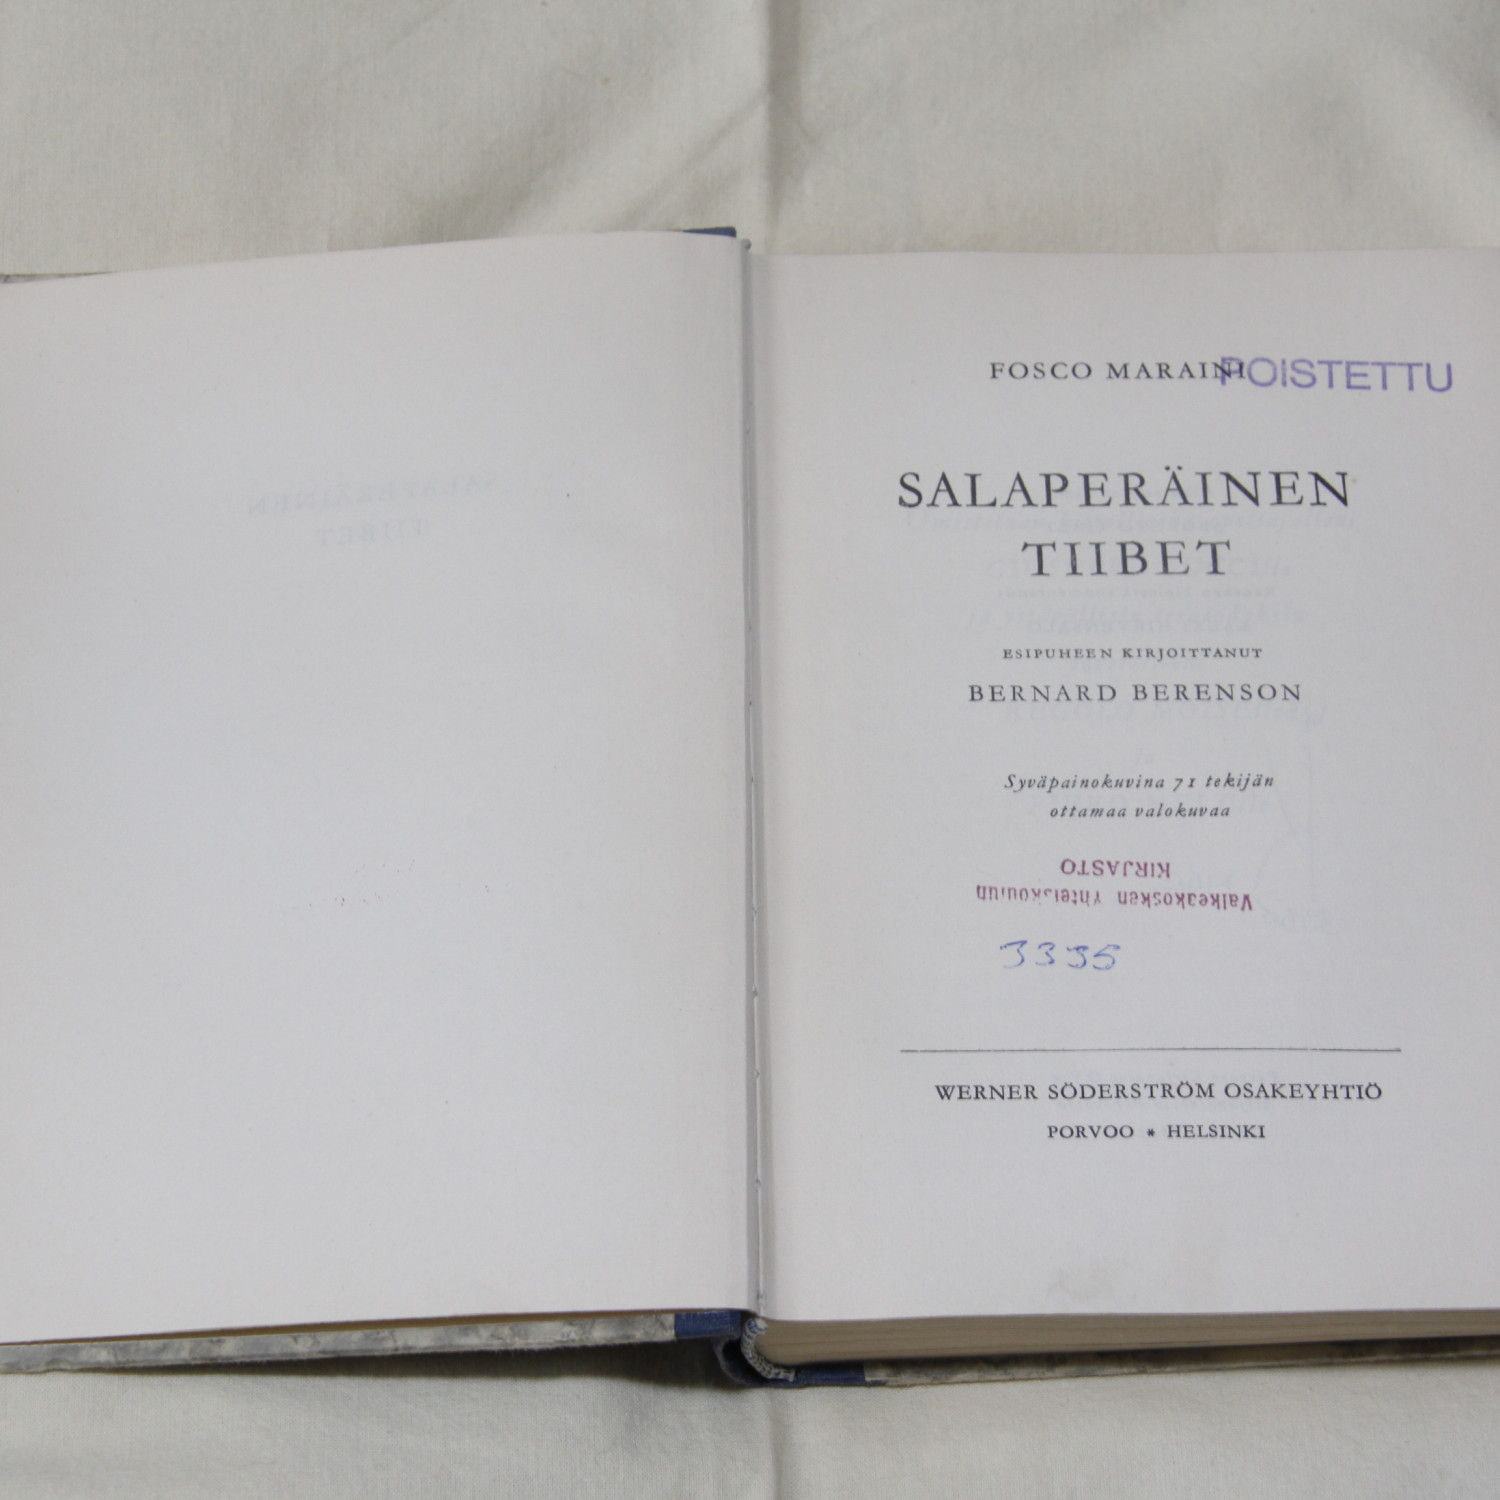 FOSCO MARAINI
POISTETTU
SALAPERÄINEN
TIIBET
ESIPUHEEN KIRJOITTANUT
BERNARD BERENSON
Syväpainokuvina 71 tekijän
ottamaa valokuvaa
Valkeakosken Yhteiskoulun
KIRJASTO
3395
WERNER SÖDERSTRÖM OSAKEYHTIÖ
PORVOO * HELSINKI